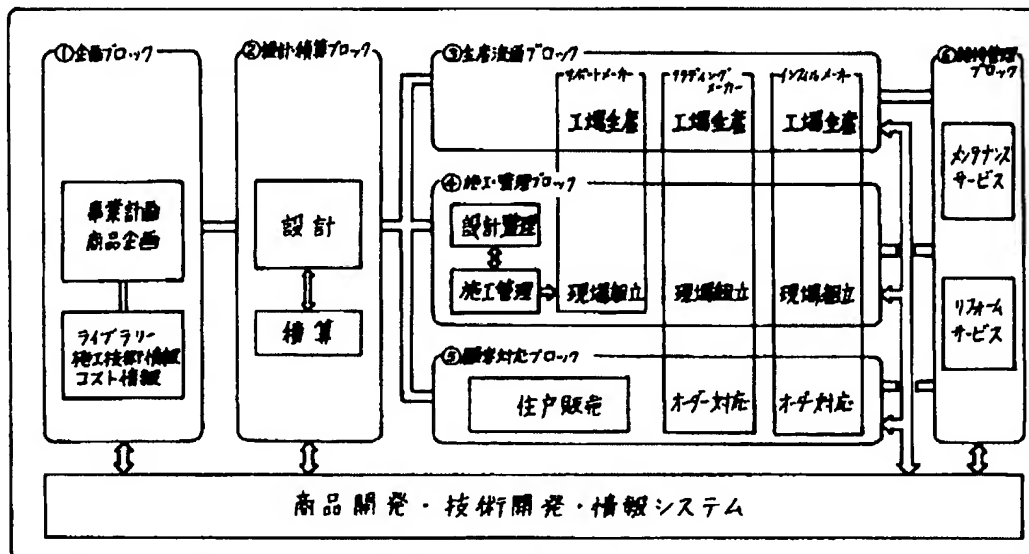 ①企画ブロック
事業計画
商品企画
ライブラリー
施工技術情報
コスト情報
②設計・積算ブロック
設計
積算
③生産流通ブロック
サポートメーカー
工場生産
クラディング
メーカー
工場生産
インフィルメーカー
工場生産
④施工・管理ブロック
設計監理
施工管理
現場組立
現場組立
現場組立
⑤顧客対応ブロック
住戸販売
オーダー対応
オーダー対応
⑥維持管理
ブロック
メンテナンス
サービス
リフォーム
サービス
商品開発・技術開発・情報システム